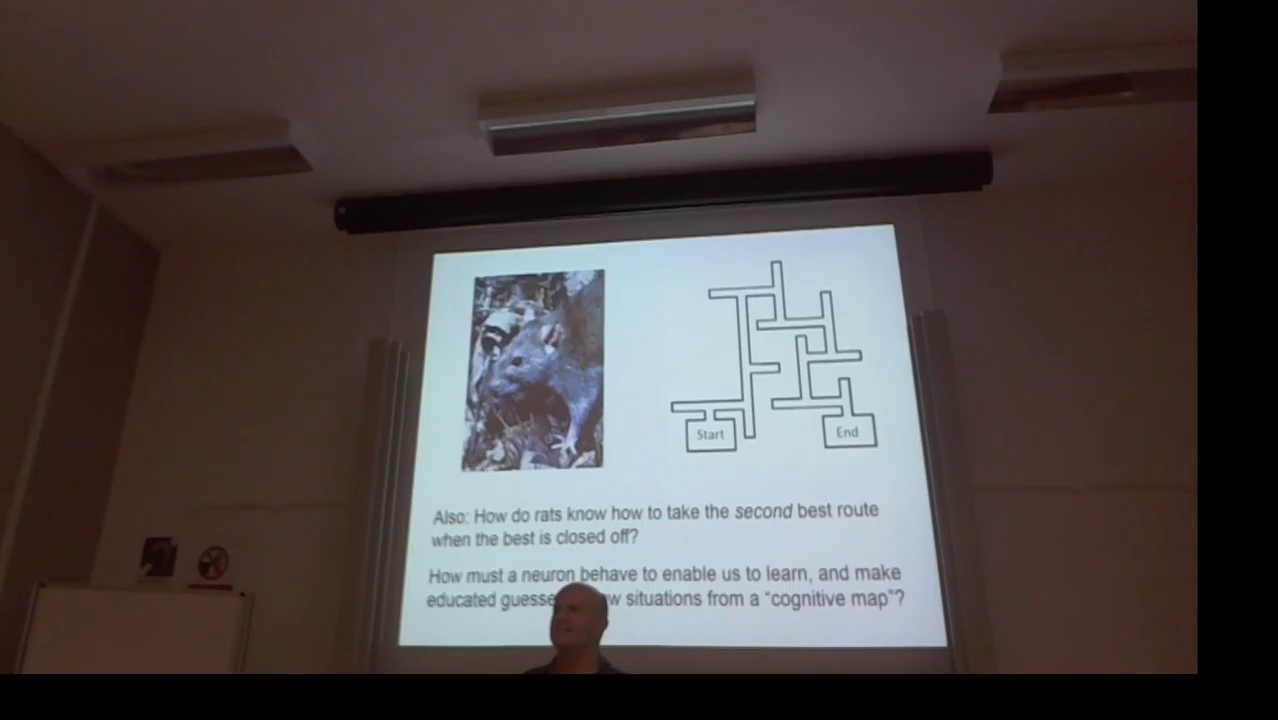 Start
End
Also: How do rats know how to take the second best route
when the best is closed off?
How must a neuron behave to enable us to learn, and make
educated guesse situations from a "cognitive map"?